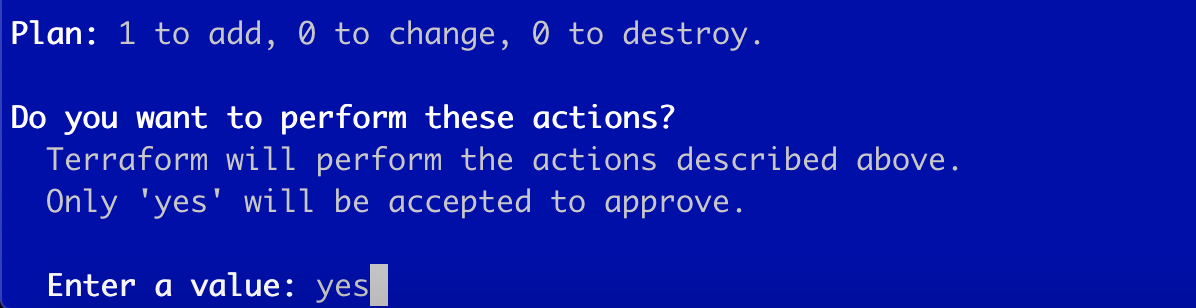 Plan: 1 to add, 0 to change, 0 to destroy.
Do you want to perform these actions?
Terraform will perform the actions described above.
Only 'yes' will be accepted to approve.
Enter a value: yes